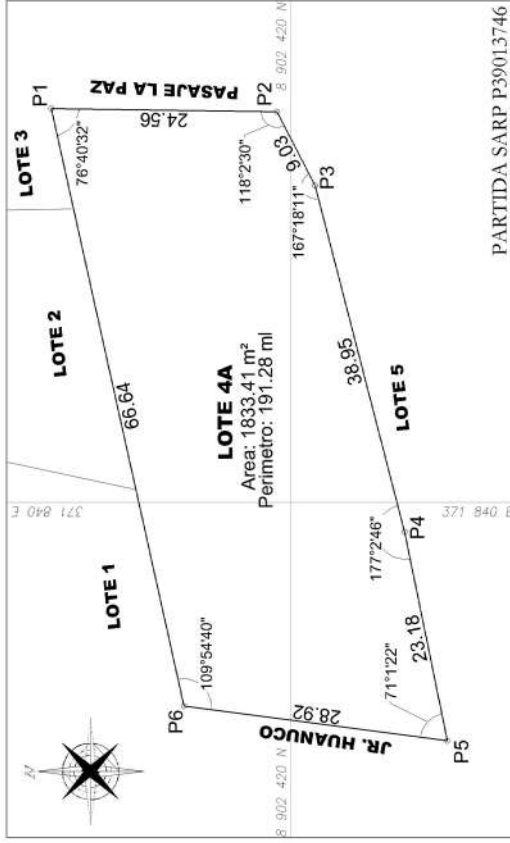 N
LOTE 3
P1
76°40'32"
PASAJE LA PAZ
24.56
P2
8 902 420 N
118°2'30"
9.03
P3
167°18'11"
LOTE 2
66.64
LOTE 4A
Area: 1833.41 m²
Perimetro: 191.28 ml
38.95
LOTE 5
371 840 E
371 840 E
P4
177°2'46"
LOTE 1
P6
109°54'40"
28.92
JR. HUANUCO
8 902 420 N
23.18
71°1'22"
P5
PARTIDA SARP P39013746